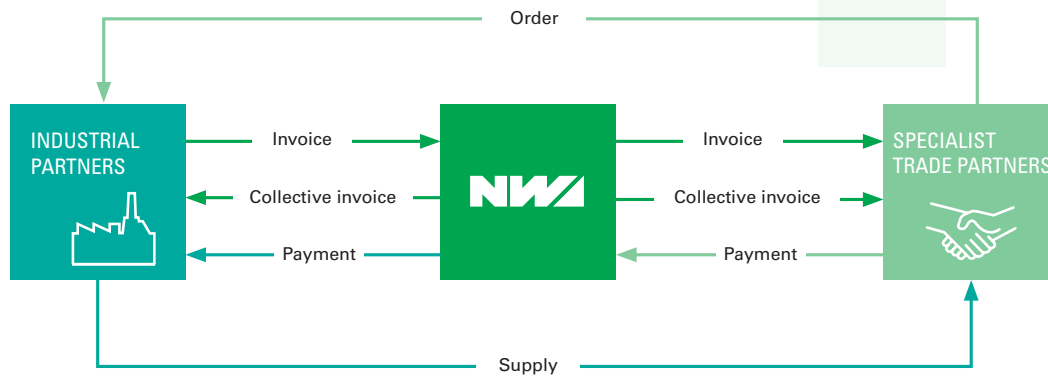 Order
INDUSTRIAL
PARTNERS
Invoice
Collective invoice
Payment
NW
Invoice
Collective invoice
Payment
SPECIALIST
TRADE PARTNERS
Supply